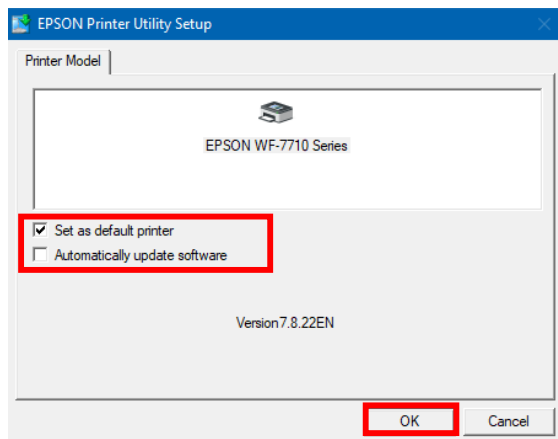 EPSON Printer Utility Setup
Printer Model
EPSON WF-7710 Series
Set as default printer
Automatically update software
Version7.8.22EN
OK Cancel